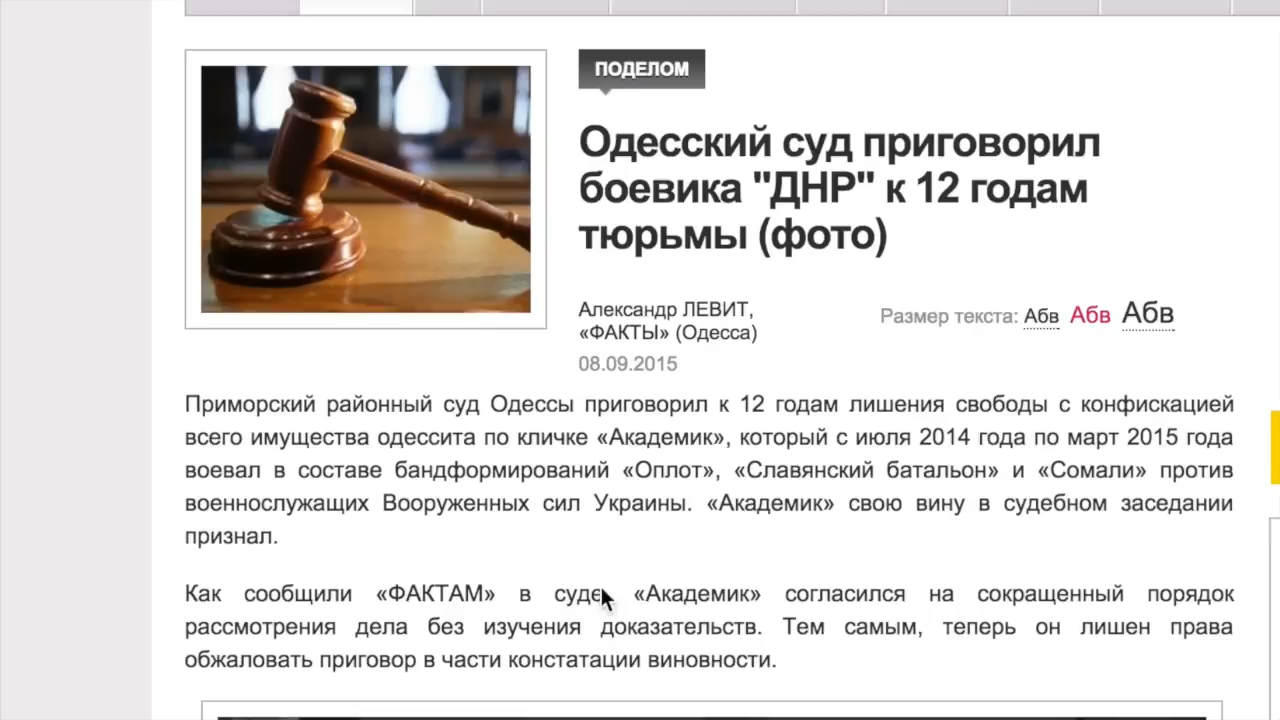 ПОДЕЛОМ
Одесский суд приговорил
боевика "ДНР" к 12 годам
тюрьмы (фото)
Александр ЛЕВИТ,
«ФАКТЫ» (Одесса)
08.09.2015
Размер текста: Абв Абв Абв
Приморский районный суд Одессы приговорил к 12 годам лишения свободы с конфискацией
всего имущества одессита по кличке «Академик», который с июля 2014 года по март 2015 года
воевал в составе бандформирований «Оплот», «Славянский батальон» и «Сомали» против
военнослужащих Вооруженных сил Украины. «Академик» свою вину в судебном заседании
признал.
Как сообщили «ФАКТАМ» в суде, «Академик» согласился на сокращенный порядок
рассмотрения дела без изучения доказательств. Тем самым, теперь он лишен права
обжаловать приговор в части констатации виновности.